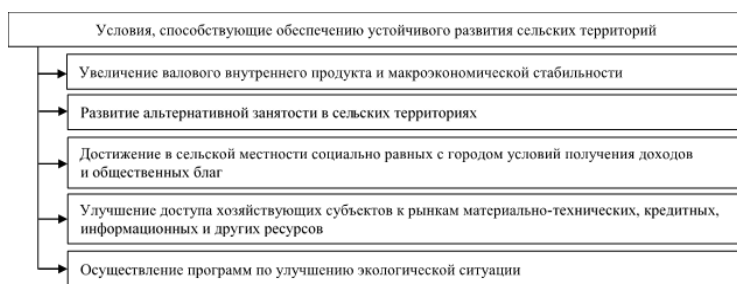 Условия, способствующие обеспечению устойчивого развития сельских территорий
Увеличение валового внутреннего продукта и макроэкономической стабильности
Развитие альтернативной занятости в сельских территориях
Достижение в сельской местности социально равных с городом условий получения доходов
и общественных благ
Улучшение доступа хозяйствующих субъектов к рынкам материально-технических, кредитных,
информационных и других ресурсов
Осуществление программ по улучшению экологической ситуации